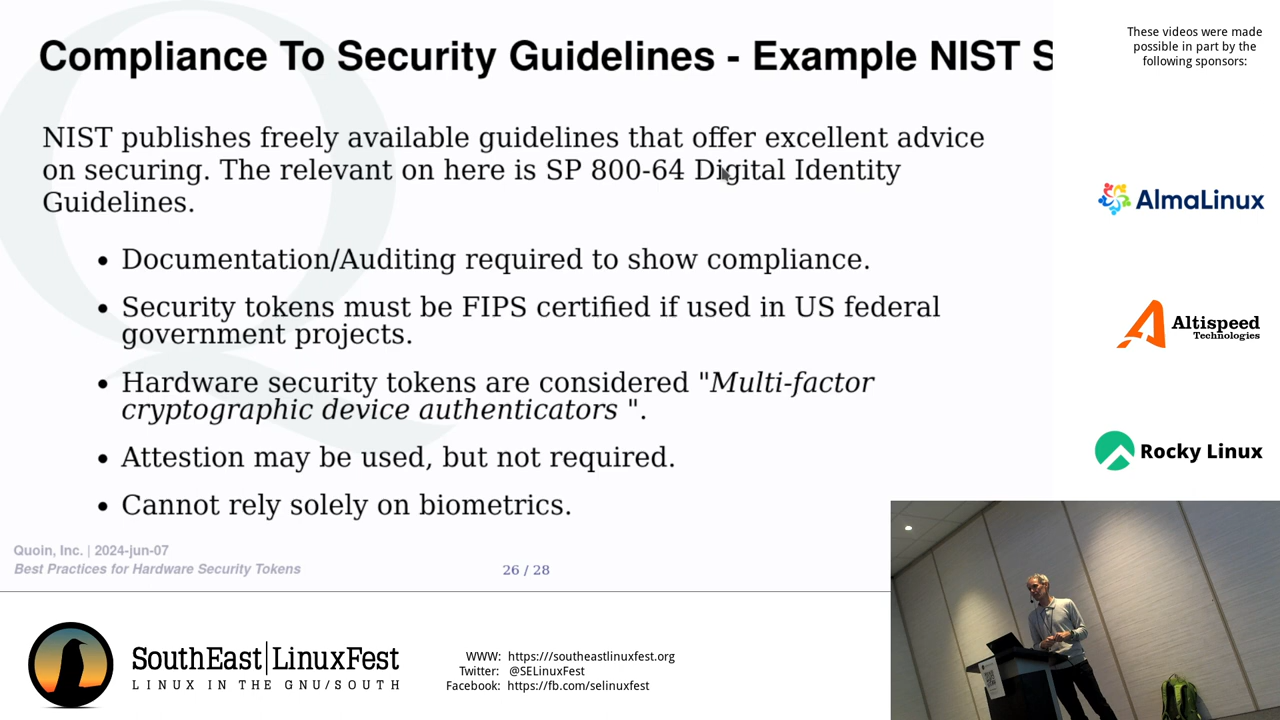 Compliance To Security Guidelines - Example NIST S
NIST publishes freely available guidelines that offer excellent advice
on securing. The relevant on here is SP 800-64 Digital Identity
Guidelines.
• Documentation/Auditing required to show compliance.
• Security tokens must be FIPS certified if used in US federal
government projects.
• Hardware security tokens are considered "Multi-factor
cryptographic device authenticators ".
• Attestion may be used, but not required.
• Cannot rely solely on biometrics.
Quoin, Inc. | 2024-jun-07
Best Practices for Hardware Security Tokens
26 / 28
These videos were made
possible in part by the
following sponsors:
AlmaLinux
Altispeed
Technologies
Rocky Linux
SouthEast|LinuxFest
LINUX IN THE GNU/SOUTH
WWW: https://southeastlinuxfest.org
Twitter: @SELinuxFest
Facebook: https://fb.com/selinuxfest